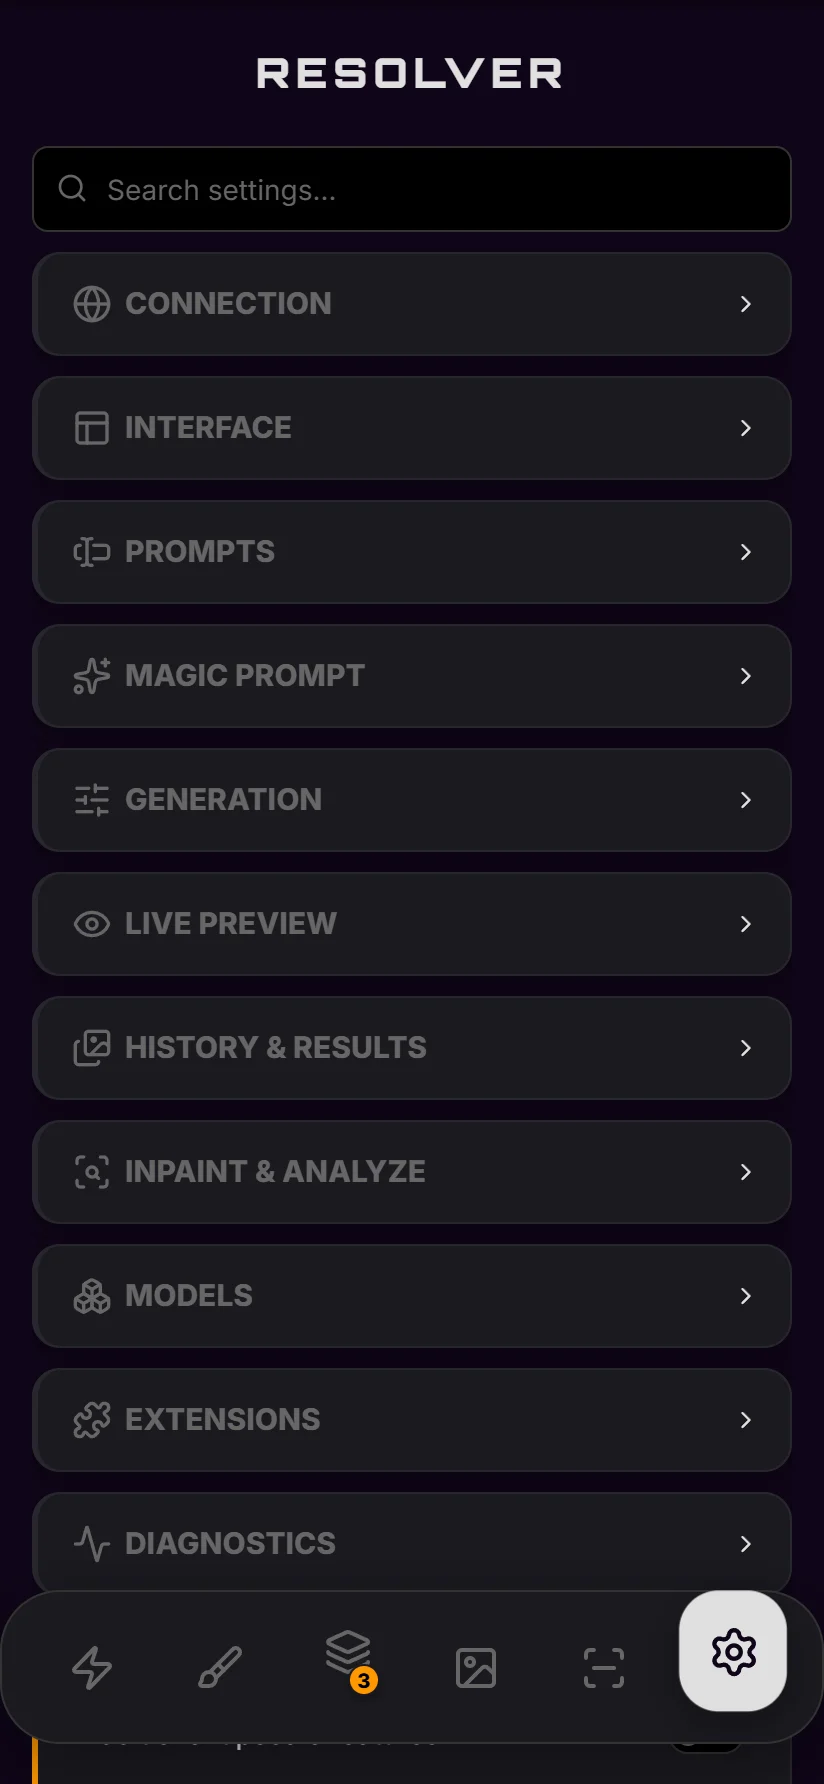 RESOLVER
Search settings...
CONNECTION
INTERFACE
PROMPTS
MAGIC PROMPT
GENERATION
LIVE PREVIEW
HISTORY & RESULTS
INPAINT & ANALYZE
MODELS
EXTENSIONS
DIAGNOSTICS
3